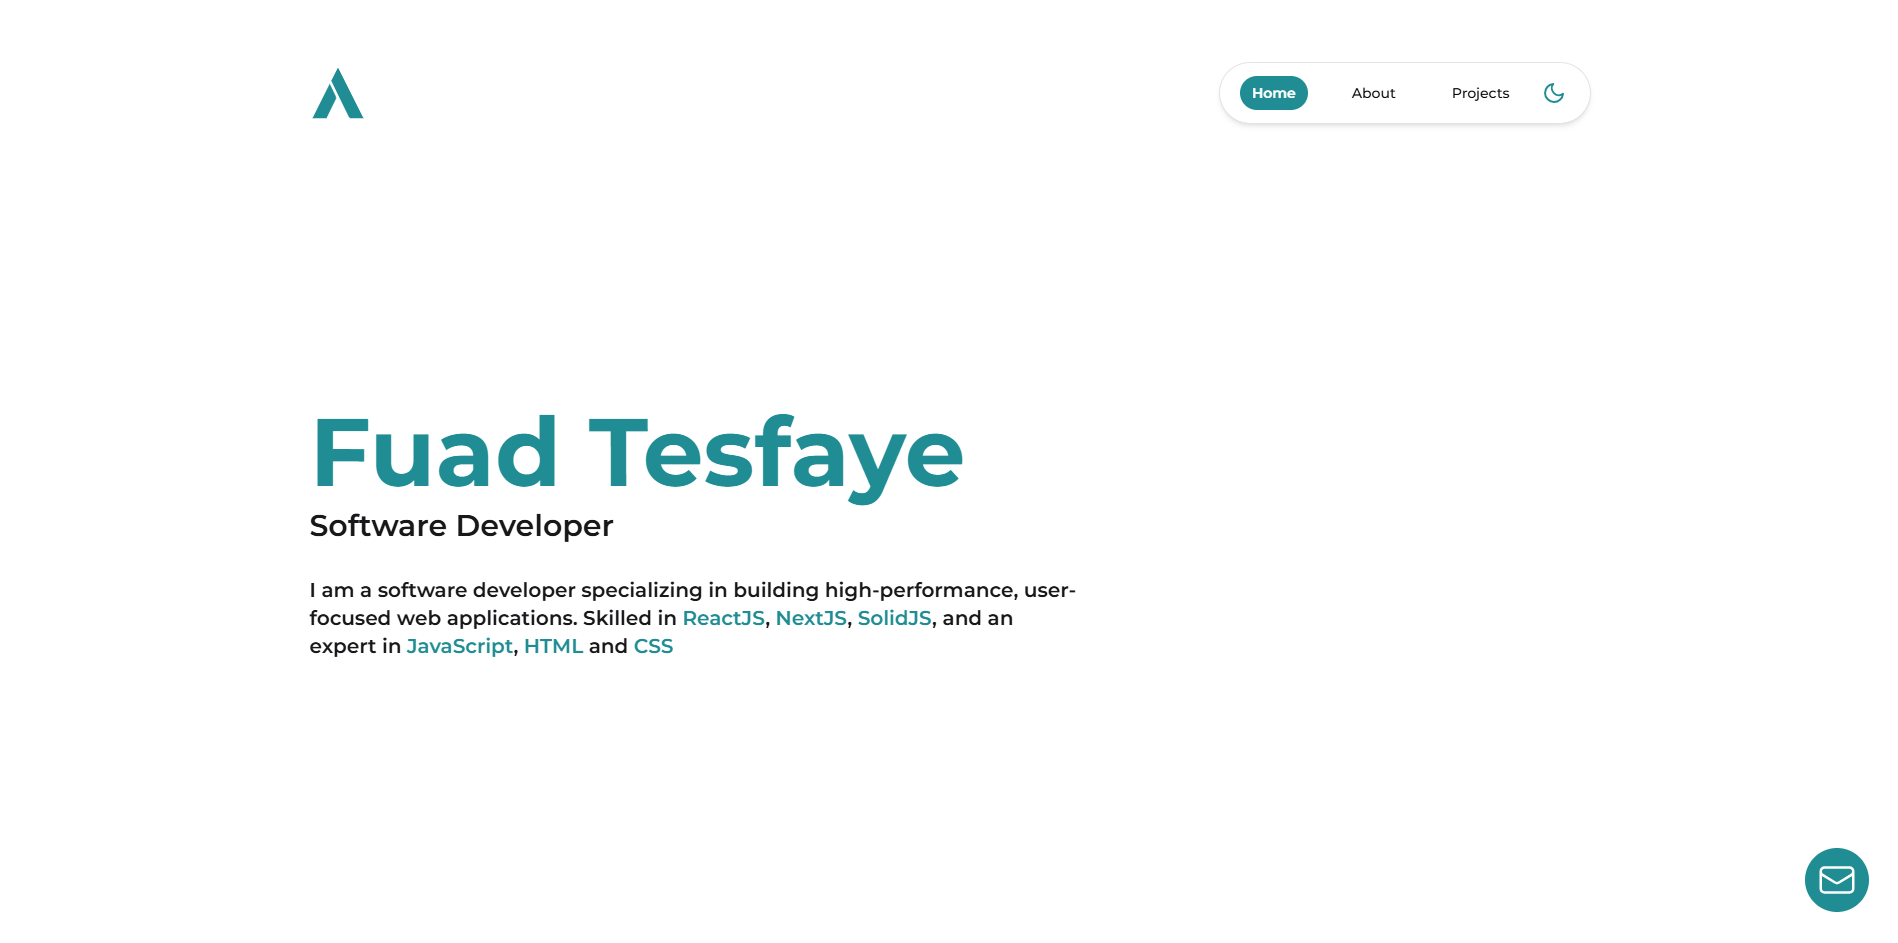 Home About Projects
Fuad Tesfaye
Software Developer
I am a software developer specializing in building high-performance, user-
focused web applications. Skilled in ReactJS, NextJS, SolidJS, and an
expert in JavaScript, HTML and CSS